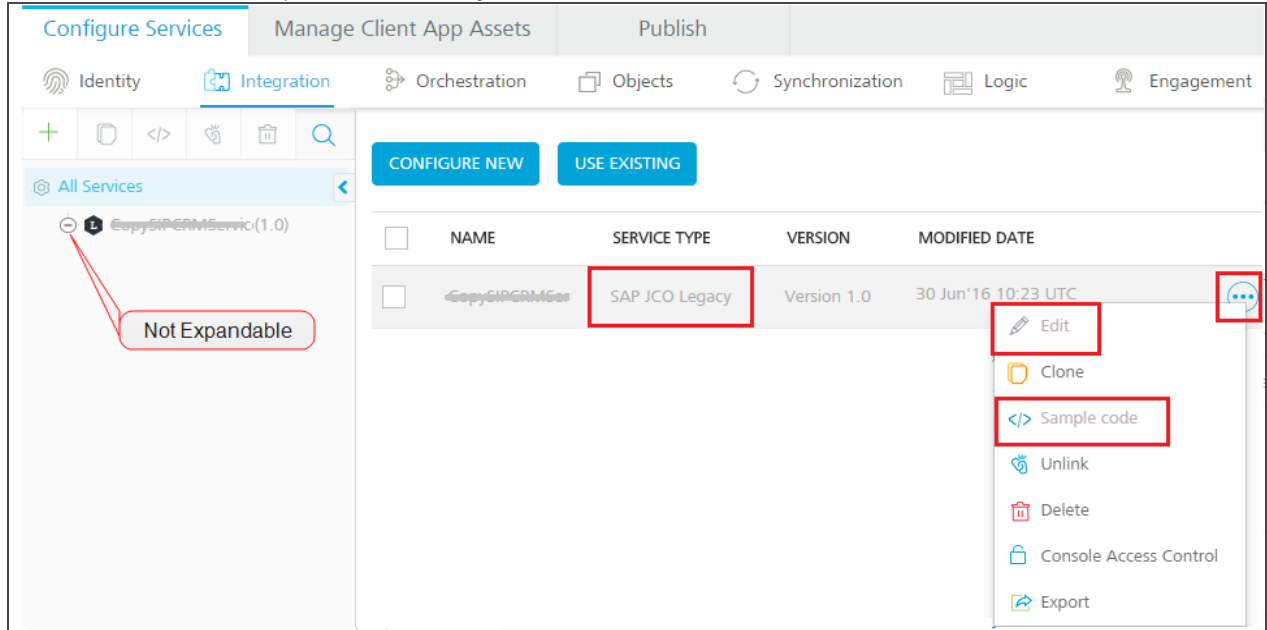 Configure Services Manage Client App Assets Publish
Identity Integration Orchestration Objects Synchronization Logic Engagement
</>
CONFIGURE NEW USE EXISTING
All Services
L CopySIPCRMServic(1.0)
NAME SERVICE TYPE VERSION MODIFIED DATE
CopySIPCRMSer SAP JCO Legacy Version 1.0 30 Jun'16 10:23 UTC
Not Expandable
Edit
Clone
</> Sample code
Unlink
Delete
Console Access Control
Export